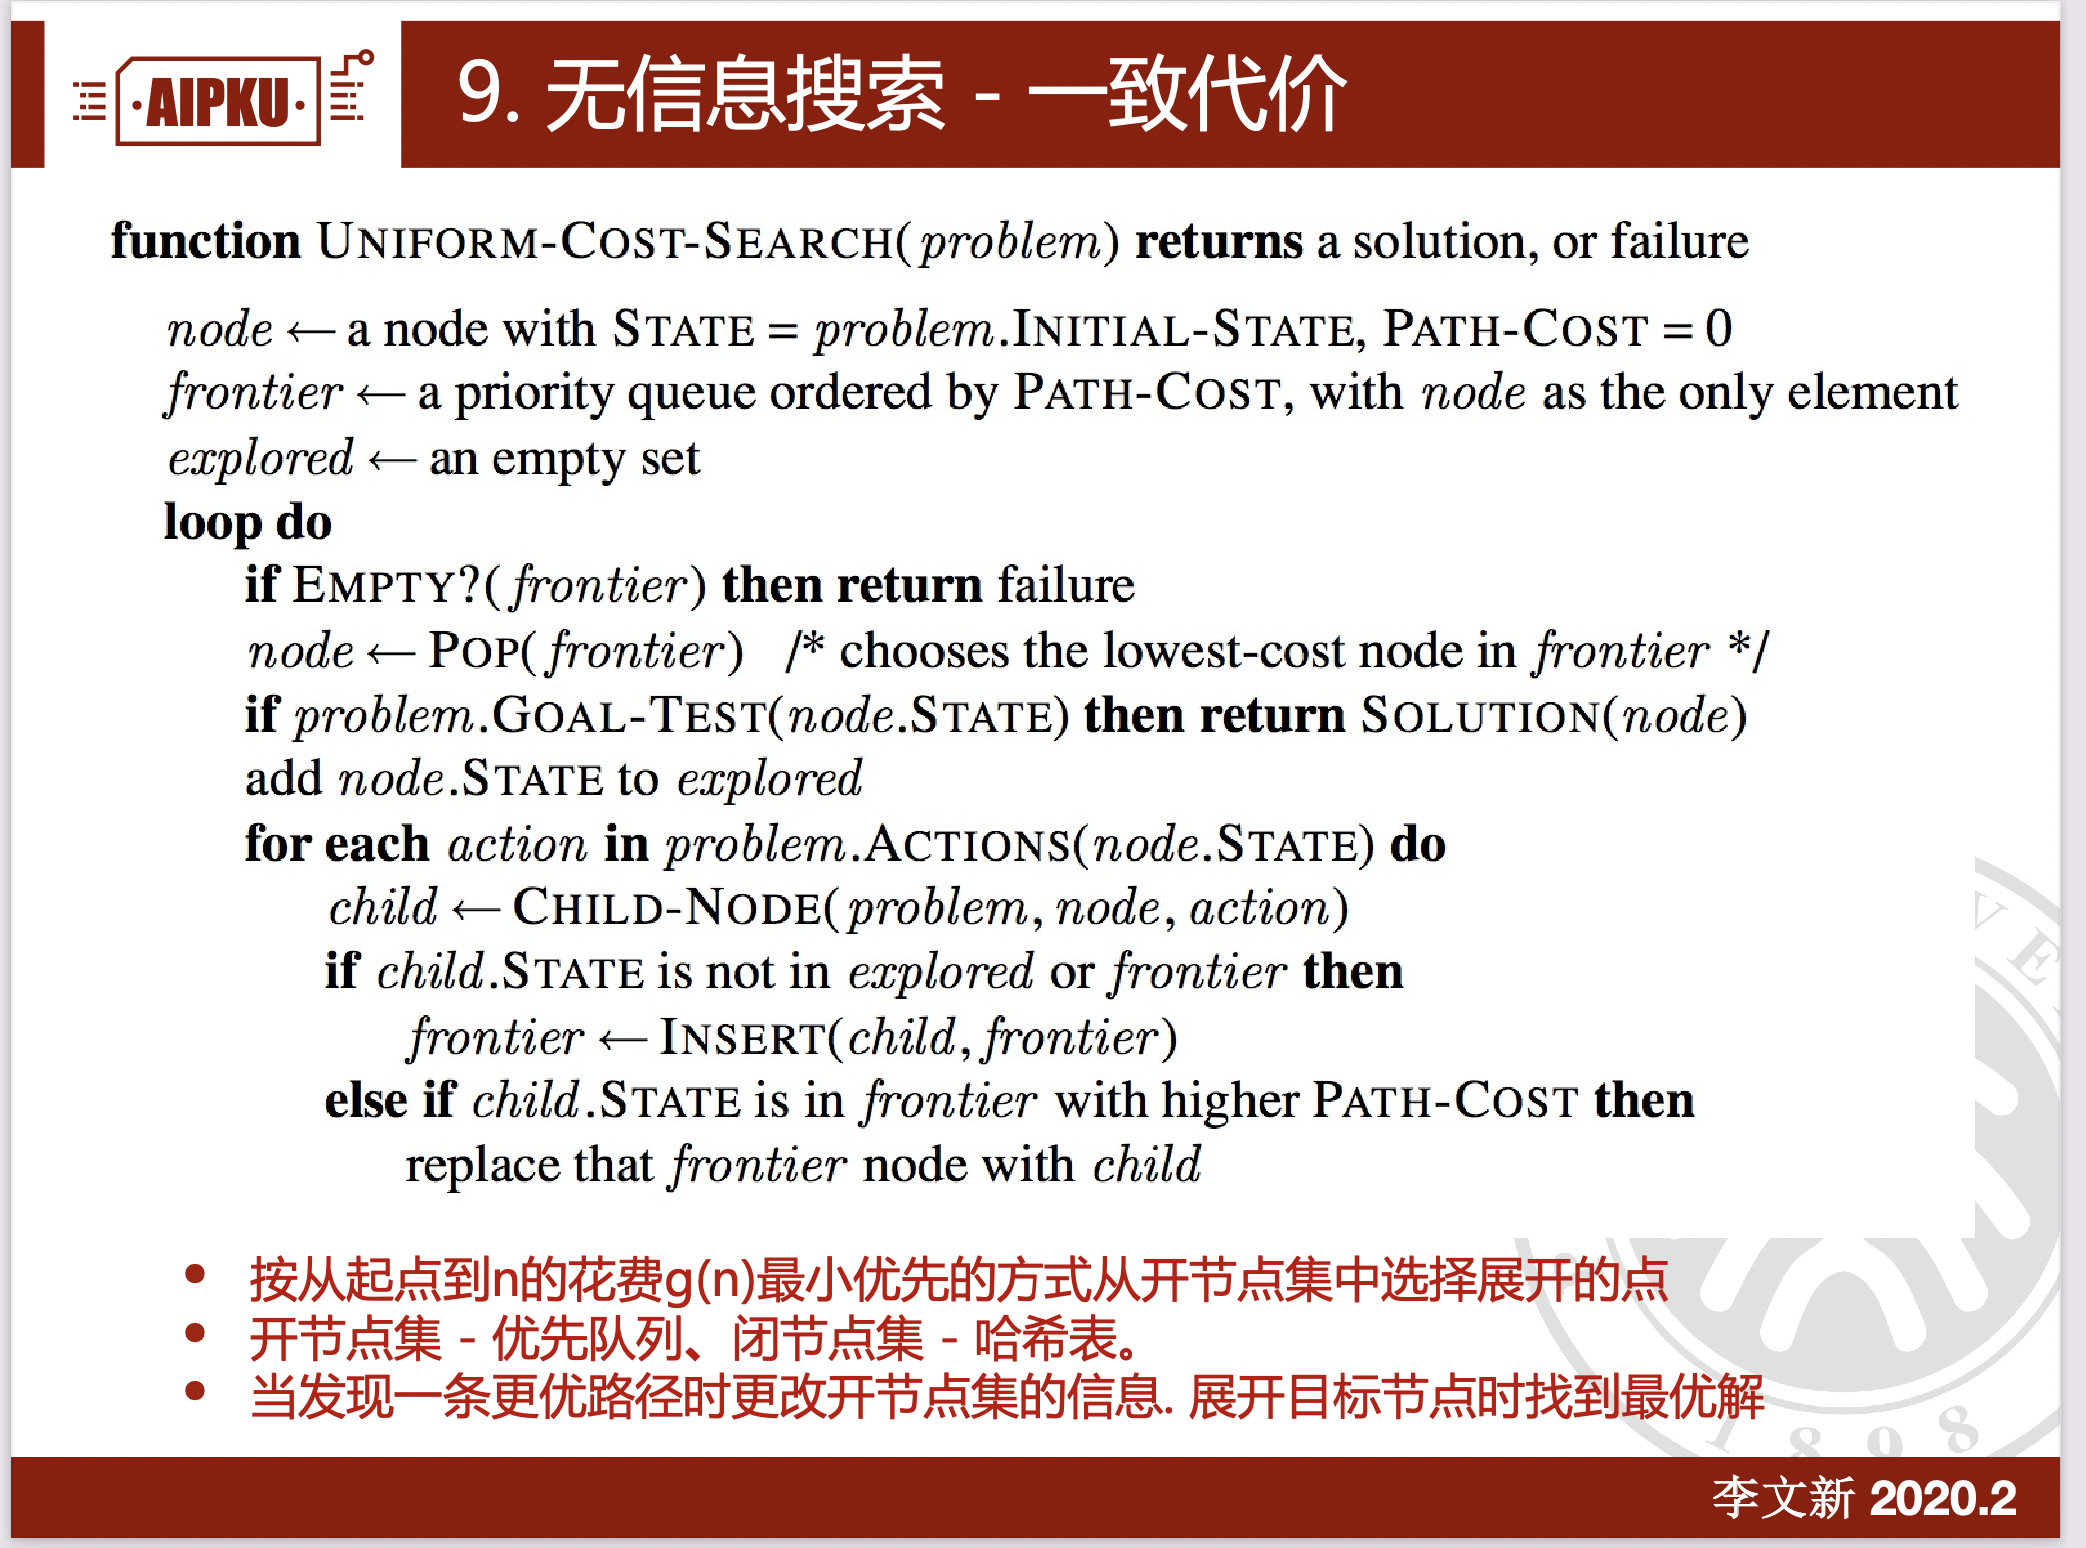 AIPKU
9. 无信息搜索 - 一致代价
function UNIFORM-COST-SEARCH(problem) returns a solution, or failure
node ← a node with STATE = problem.INITIAL-STATE, PATH-COST = 0
frontier ← a priority queue ordered by PATH-COST, with node as the only element
explored ← an empty set
loop do
if EMPTY?(frontier) then return failure
node ← POP(frontier) /* chooses the lowest-cost node in frontier */
if problem.GOAL-TEST(node.STATE) then return SOLUTION(node)
add node.STATE to explored
for each action in problem.ACTIONS(node.STATE) do
child ← CHILD-NODE(problem, node, action)
if child.STATE is not in explored or frontier then
frontier ← INSERT(child, frontier)
else if child.STATE is in frontier with higher PATH-COST then
replace that frontier node with child
• 按从起点到n的花费g(n)最小优先的方式从开节点集中选择展开的点
• 开节点集 - 优先队列、闭节点集 - 哈希表。
• 当发现一条更优路径时更改开节点集的信息. 展开目标节点时找到最优解
1898
李文新 2020.2